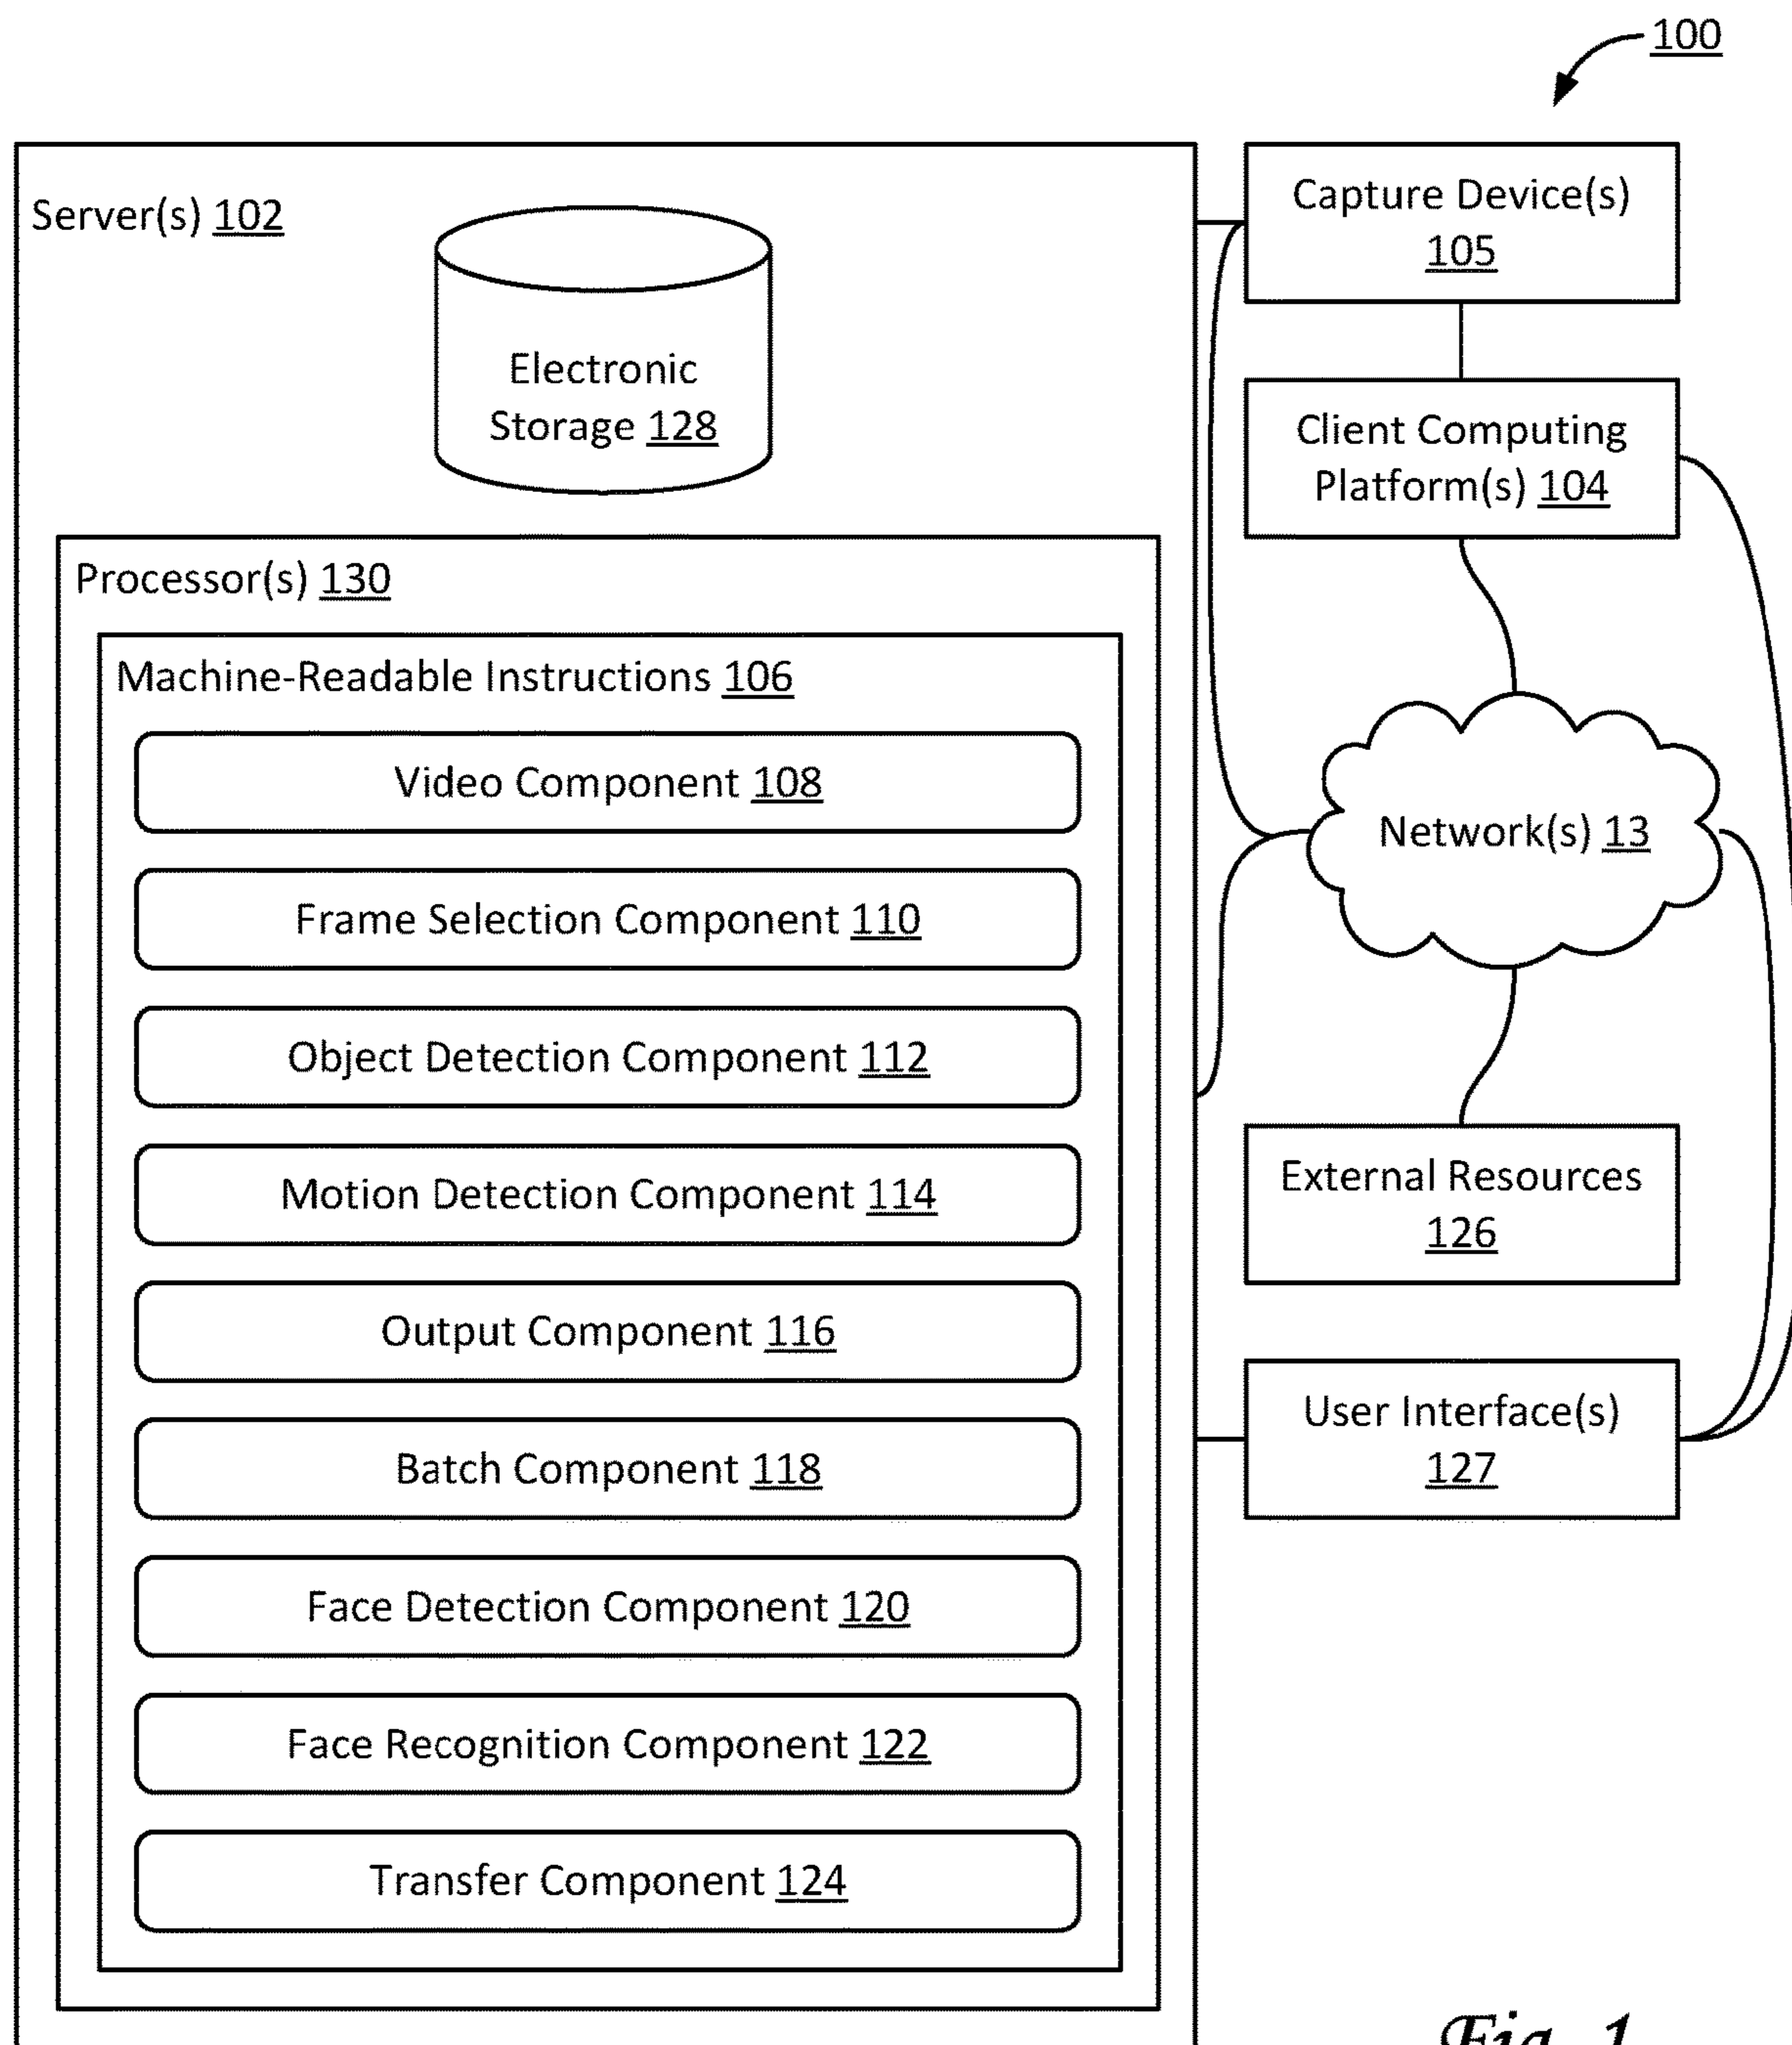 100
Server(s) 102
Electronic
Storage 128
Processor(s) 130
Machine-Readable Instructions 106
Video Component 108
Frame Selection Component 110
Object Detection Component 112
Motion Detection Component 114
Output Component 116
Batch Component 118
Face Detection Component 120
Face Recognition Component 122
Transfer Component 124
Capture Device(s)
105
Client Computing
Platform(s) 104
Network(s) 13
External Resources
126
User Interface(s)
127
Fig. 1